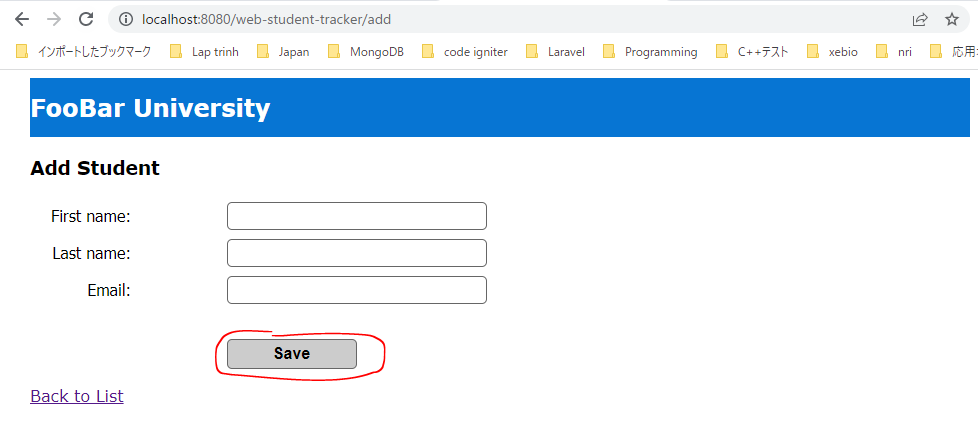 localhost:8080/web-student-tracker/add
インポートしたブックマーク Lap trinh Japan MongoDB code igniter Laravel Programming C++テスト xebio nri 応用
FooBar University
Add Student
First name:
Last name:
Email:
Save
Back to List